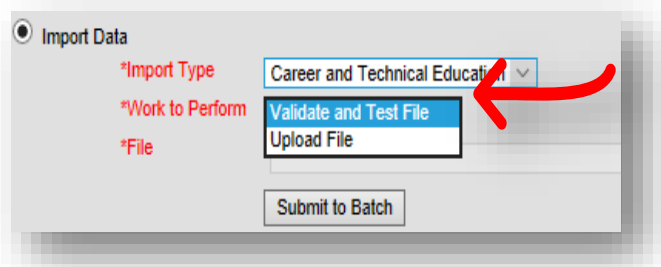 Import Data
*Import Type Career and Technical Education
*Work to Perform Validate and Test File
Upload File
*File
Submit to Batch